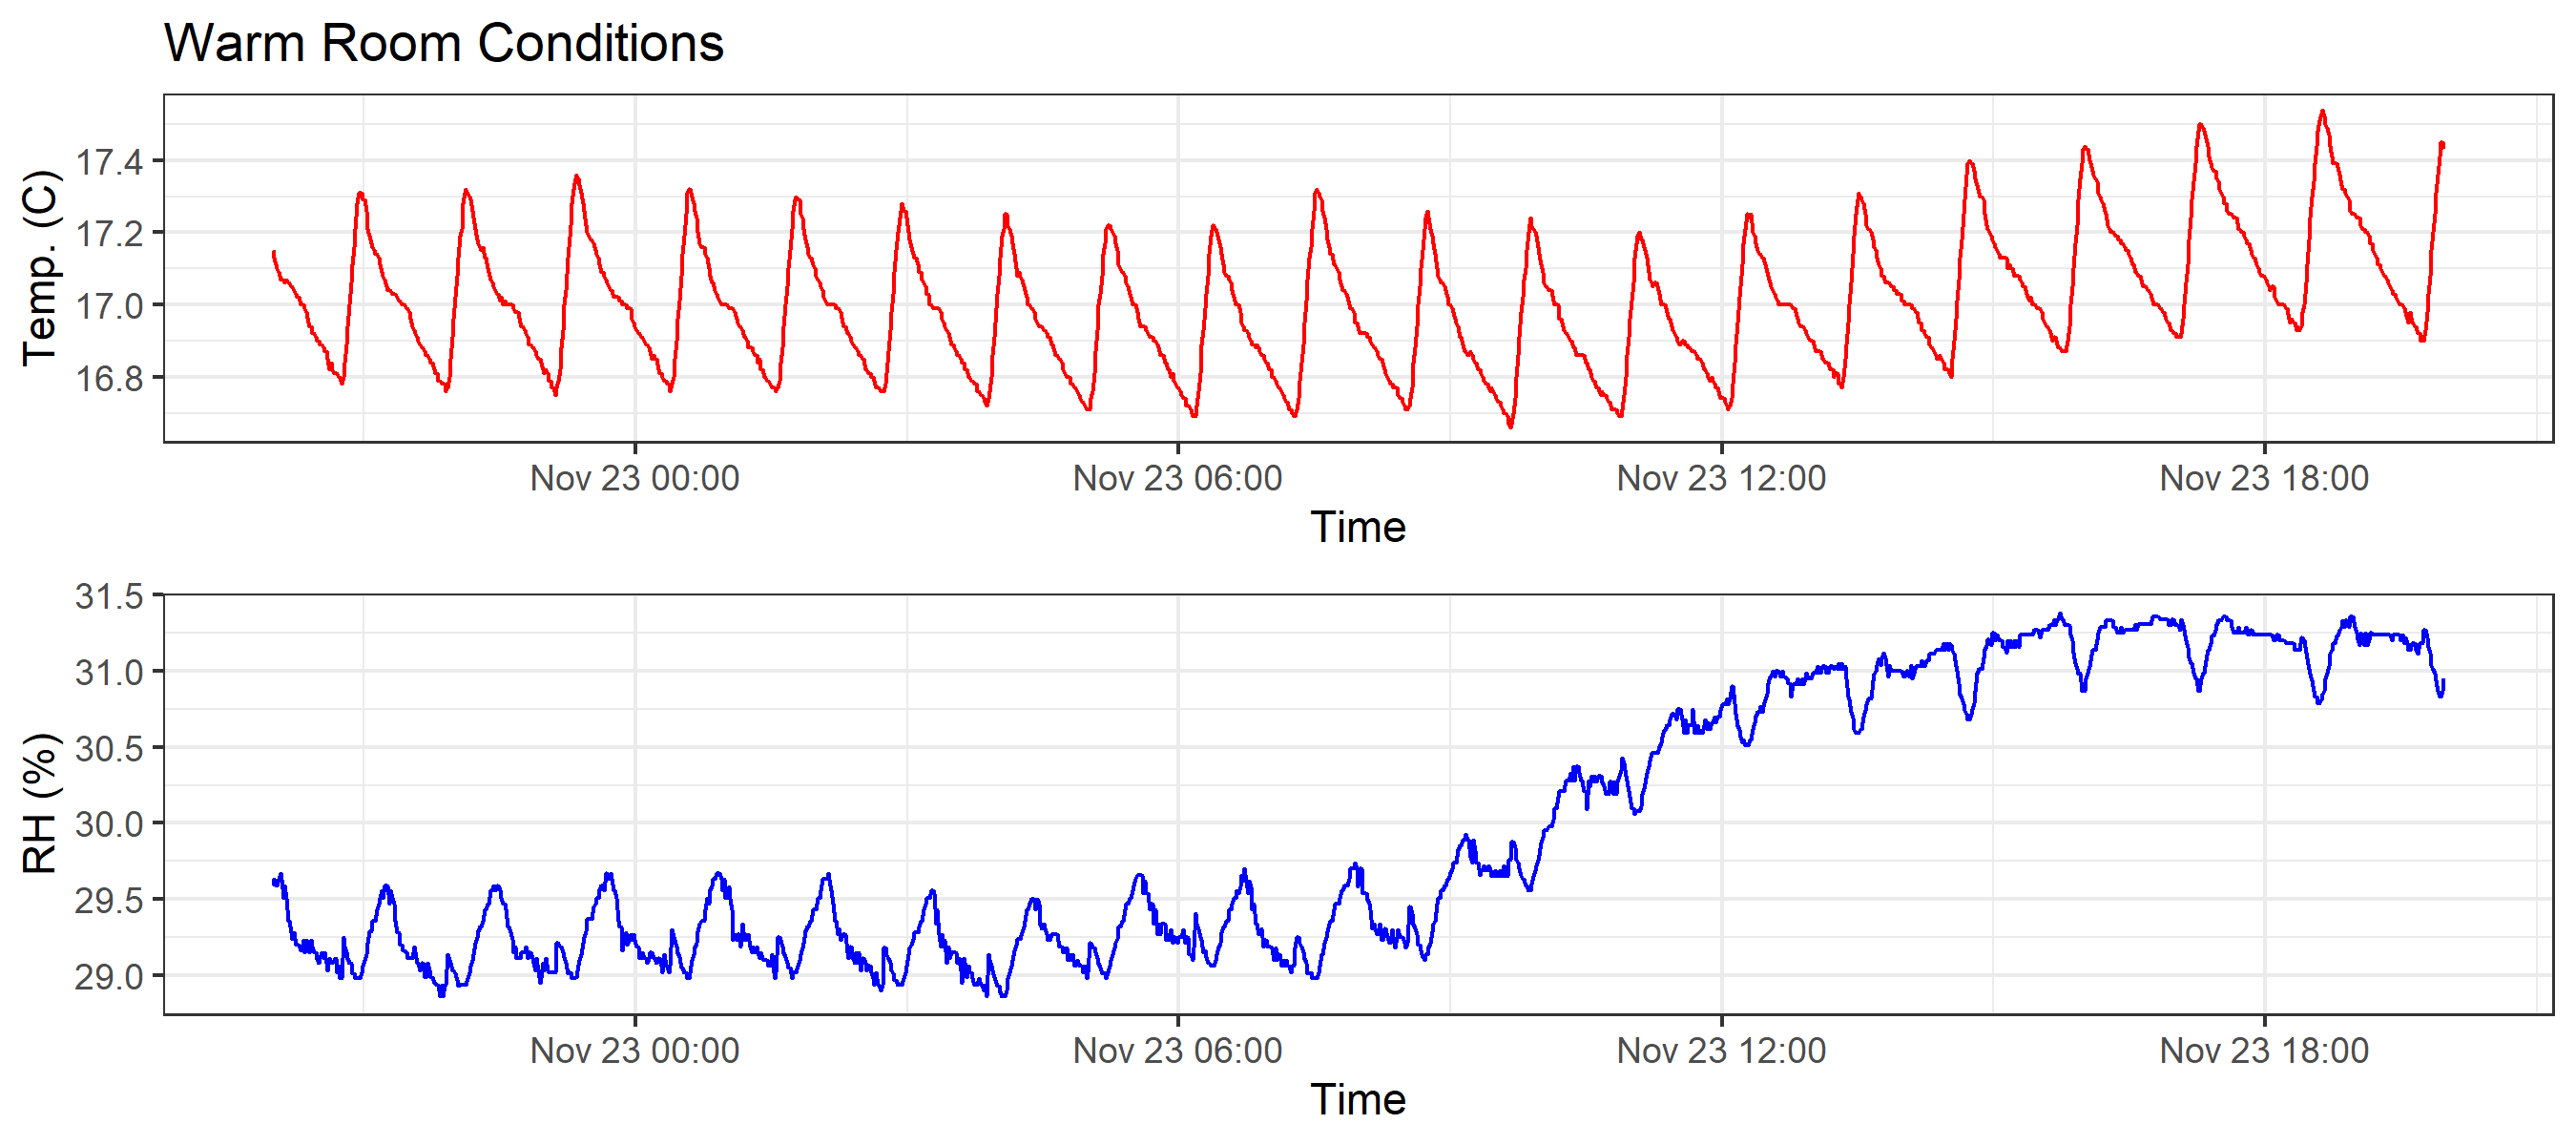 Warm Room Conditions
Temp. (C)
17.4
17.2
17.0
16.8
Nov 23 00:00 Nov 23 06:00 Nov 23 12:00 Nov 23 18:00
Time
RH (%)
31.5
31.0
30.5
30.0
29.5
29.0
Nov 23 00:00 Nov 23 06:00 Nov 23 12:00 Nov 23 18:00
Time